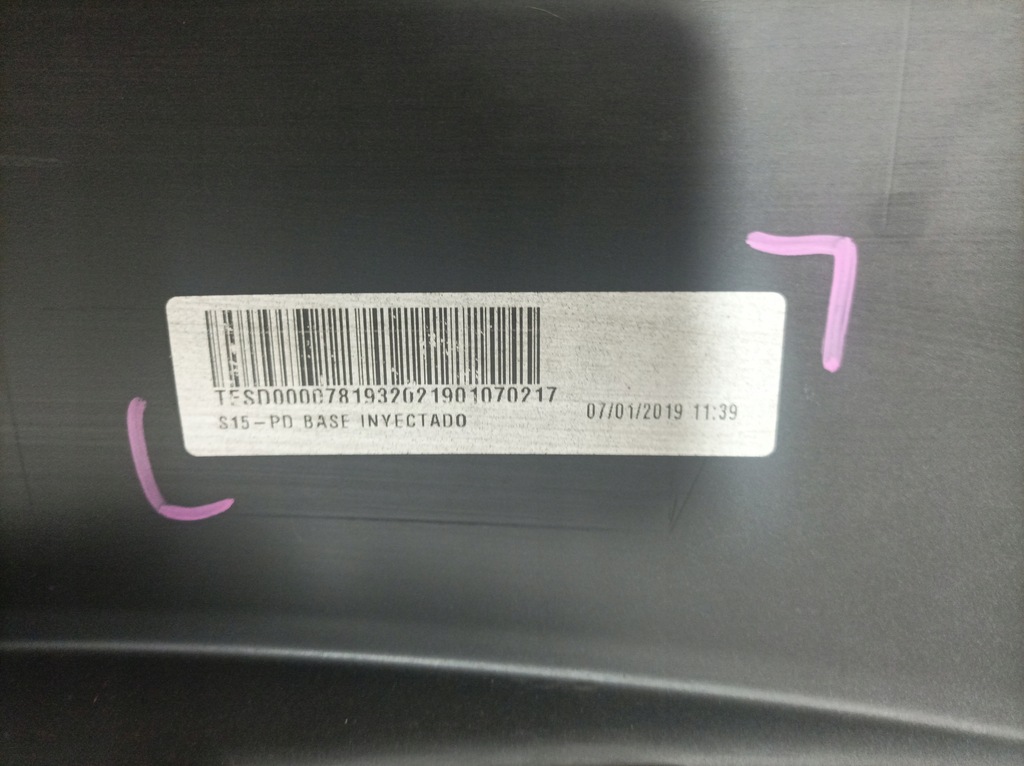 TESD0000781932021901070217
S15-PD BASE INYECTADO
07/01/2019 11:39